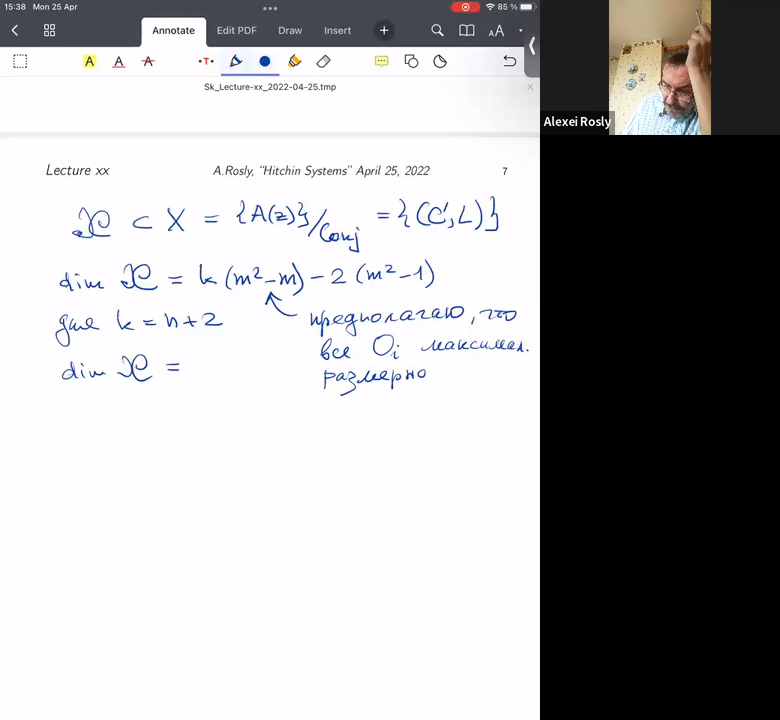 15:38 Mon 25 Apr
85 %
Annotate Edit PDF Draw Insert
AA
A A A T
Sk_Lecture-xx_2022-04-25.tmp
Alexei Rosly
Lecture xx A.Rosly, “Hitchin Systems” April 25, 2022 7
𝓗 ⊂ X = {A(z)}/Conj = {(C', L)}
dim 𝓗 = k (m² - m) - 2 (m² - 1)
для k = n + 2
предполагаю, что
все Oᵢ максимал.
размерно
dim 𝓗 =